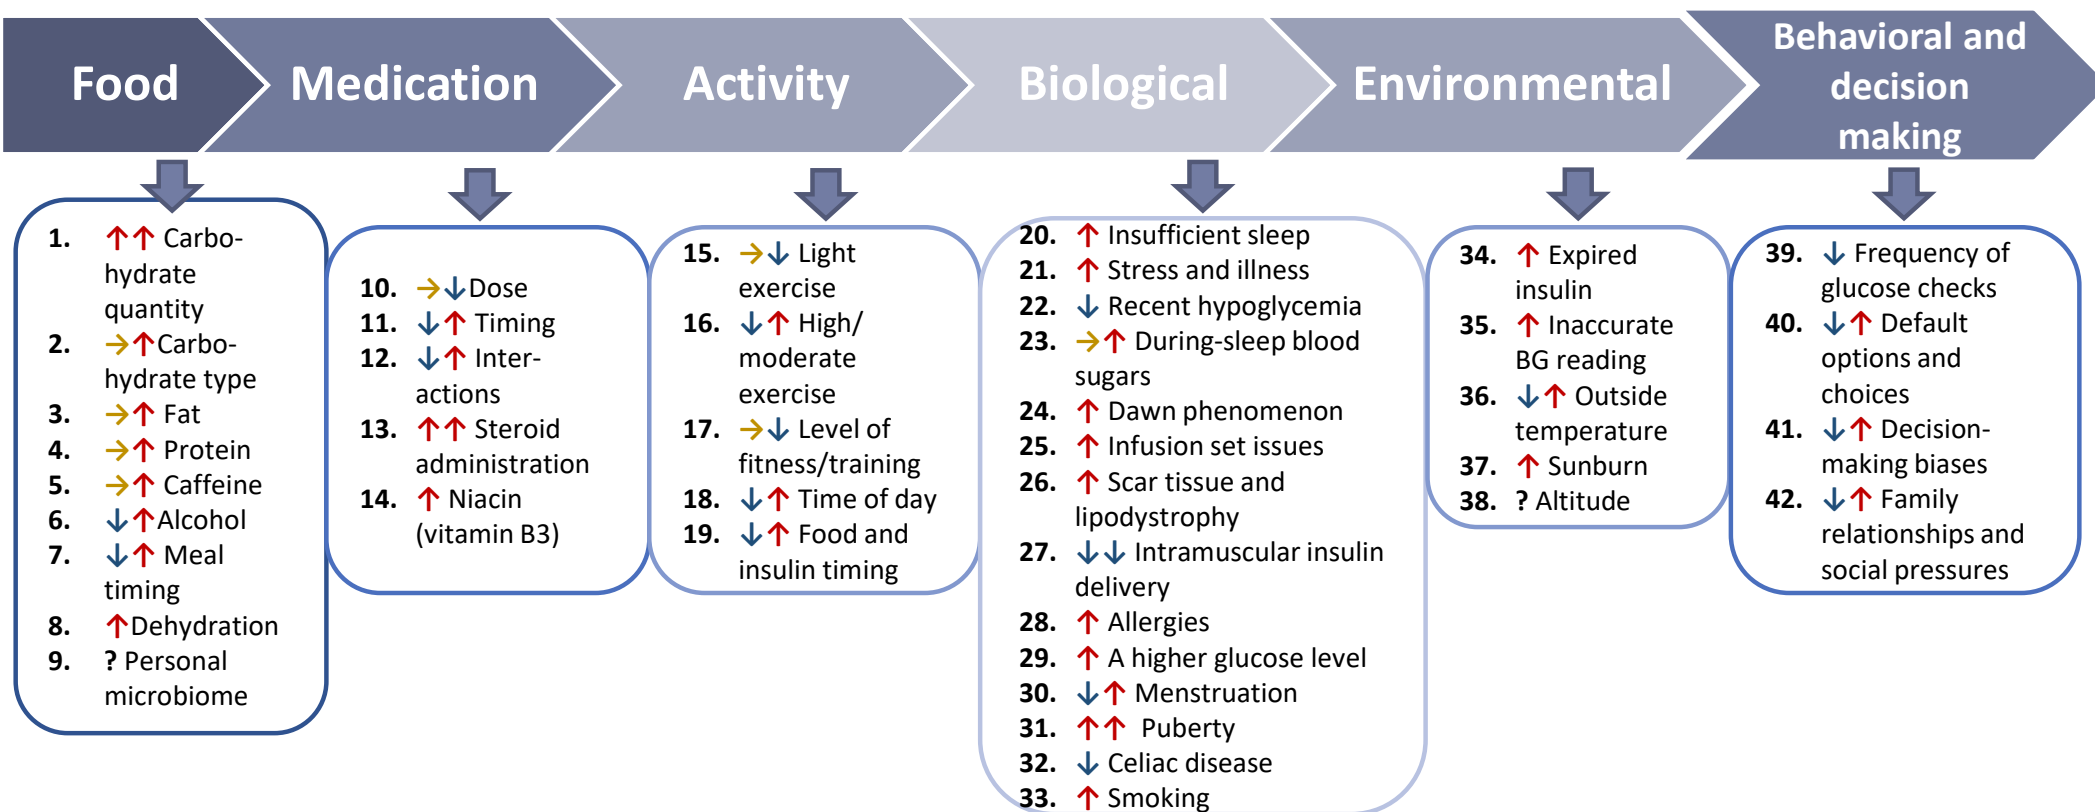 Food
Medication
Activity
Biological
Environmental
Behavioral and
decision
making
1. ↑↑ Carbo-
hydrate
quantity
2. →↑Carbo-
hydrate type
3. →↑ Fat
4. →↑ Protein
5. →↑ Caffeine
6. ↓↑Alcohol
7. ↓↑ Meal
timing
8. ↑Dehydration
9. ? Personal
microbiome
10. →↓Dose
11. ↓↑ Timing
12. ↓↑ Inter-
actions
13. ↑↑ Steroid
administration
14. ↑ Niacin
(vitamin B3)
15. →↓ Light
exercise
16. ↓↑ High/
moderate
exercise
17. →↓ Level of
fitness/training
18. ↓↑ Time of day
19. ↓↑ Food and
insulin timing
20. ↑ Insufficient sleep
21. ↑ Stress and illness
22. ↓ Recent hypoglycemia
23. →↑ During-sleep blood
sugars
24. ↑ Dawn phenomenon
25. ↑ Infusion set issues
26. ↑ Scar tissue and
lipodystrophy
27. ↓↓ Intramuscular insulin
delivery
28. ↑ Allergies
29. ↑ A higher glucose level
30. ↓↑ Menstruation
31. ↑↑ Puberty
32. ↓ Celiac disease
33. ↑ Smoking
34. ↑ Expired
insulin
35. ↑ Inaccurate
BG reading
36. ↓↑ Outside
temperature
37. ↑ Sunburn
38. ? Altitude
39. ↓ Frequency of
glucose checks
40. ↓↑ Default
options and
choices
41. ↓↑ Decision-
making biases
42. ↓↑ Family
relationships and
social pressures